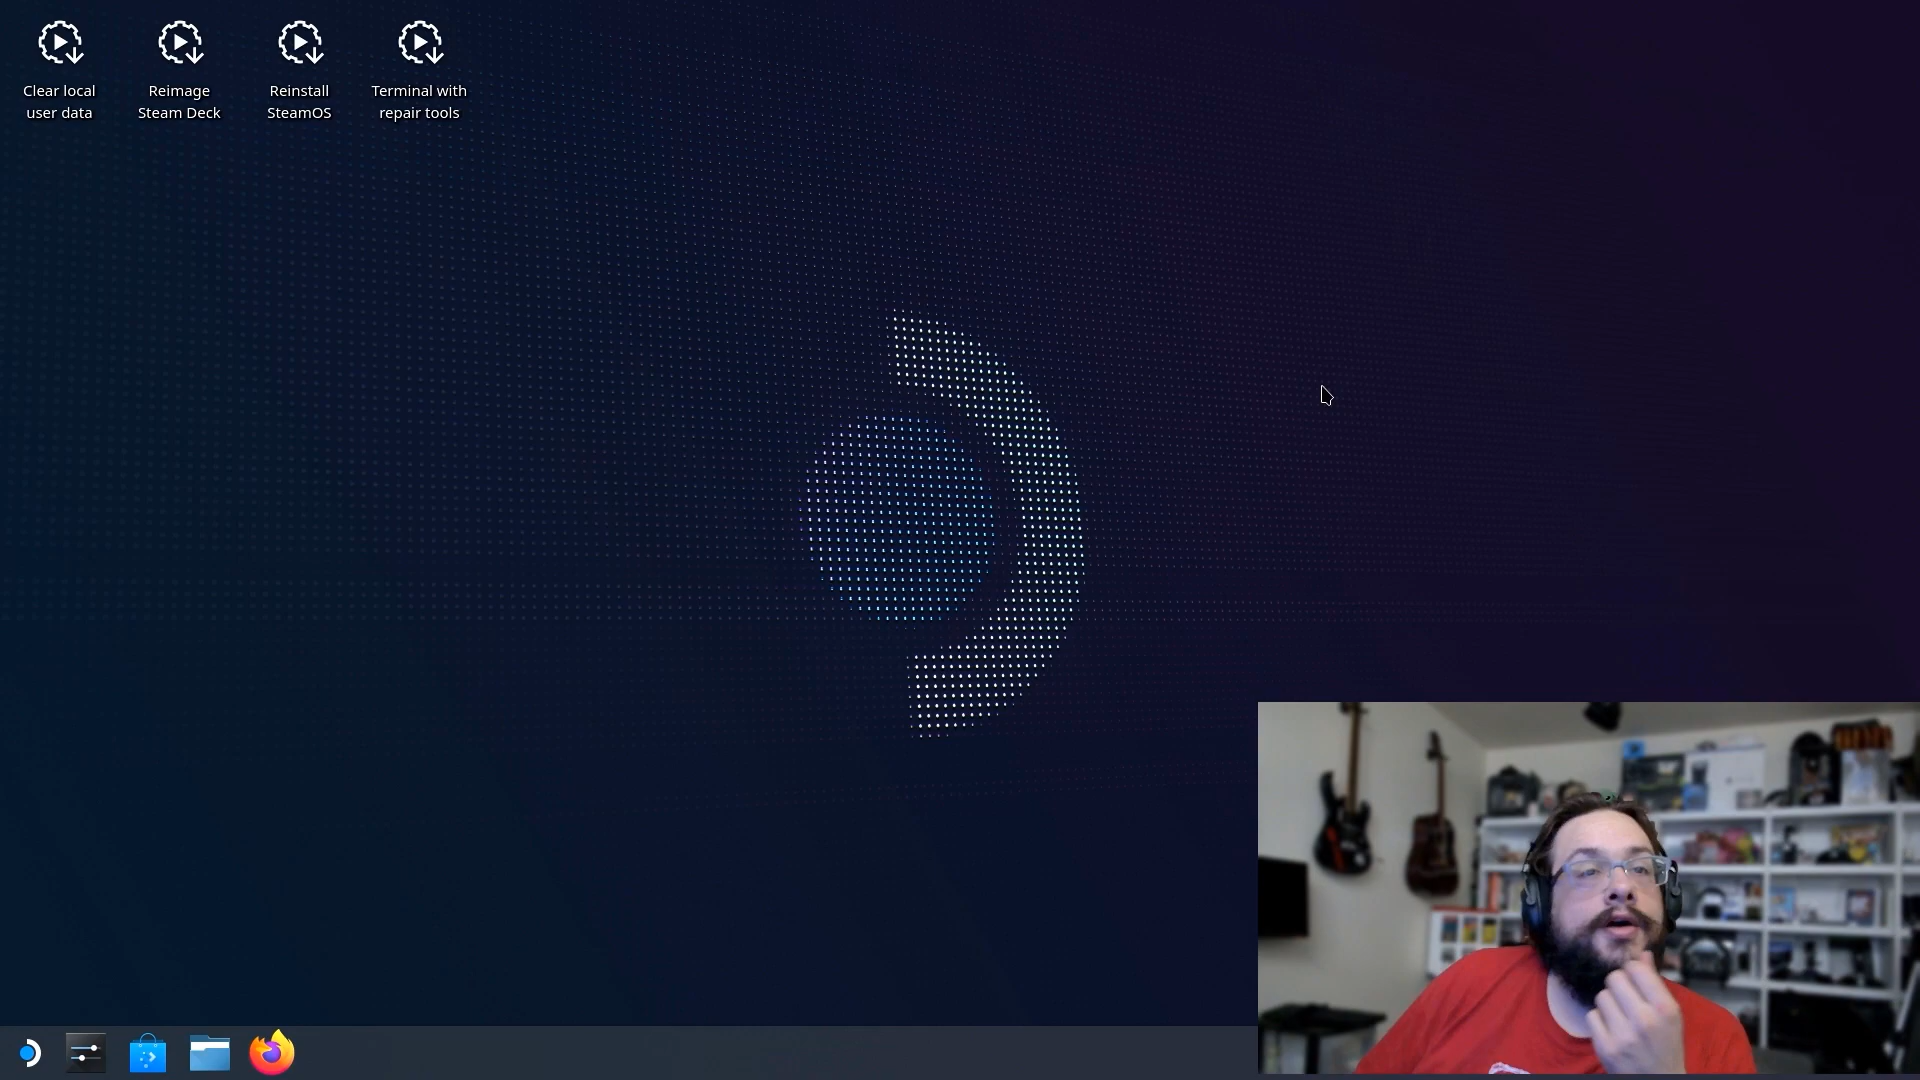 Clear local
user data
Reimage
Steam Deck
Reinstall
SteamOS
Terminal with
repair tools